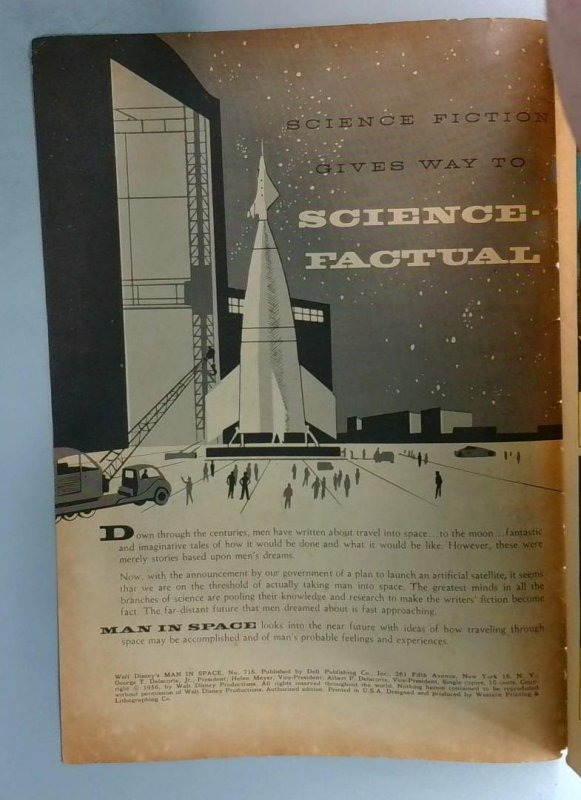 SCIENCE FICTION
GIVES WAY TO
SCIENCE-
FACTUAL
Down through the centuries, men have written about travel into space...to the moon...fantastic
and imaginative tales of how it would be done and what it would be like. However, these were
merely stories based upon men's dreams.
Now, with the announcement by our government of a plan to launch an artificial satellite, it seems
that we are on the threshold of actually taking man into space. The greatest minds in all the
branches of science are pooling their knowledge and research to make the writers' fiction become
fact. The far-distant future that men dreamed about is fast approaching.
MAN IN SPACE looks into the near future with ideas of how traveling through
space may be accomplished and of man's probable feelings and experiences.
Walt Disney's MAN IN SPACE, No. 716. Published by Dell Publishing Co., Inc., 261 Fifth Avenue, New York 16, N. Y.;
George T. Delacorte, Jr., President; Helen Meyer, Vice-President; Albert P. Delacorte, Vice-President. Single copies, 10 cents. Copy-
right © 1956, by Walt Disney Productions. All rights reserved throughout the world. Nothing herein contained to be reproduced
without permission of Walt Disney Productions. Authorized edition. Printed in U.S.A. Designed and produced by Western Printing &
Lithographing Co.